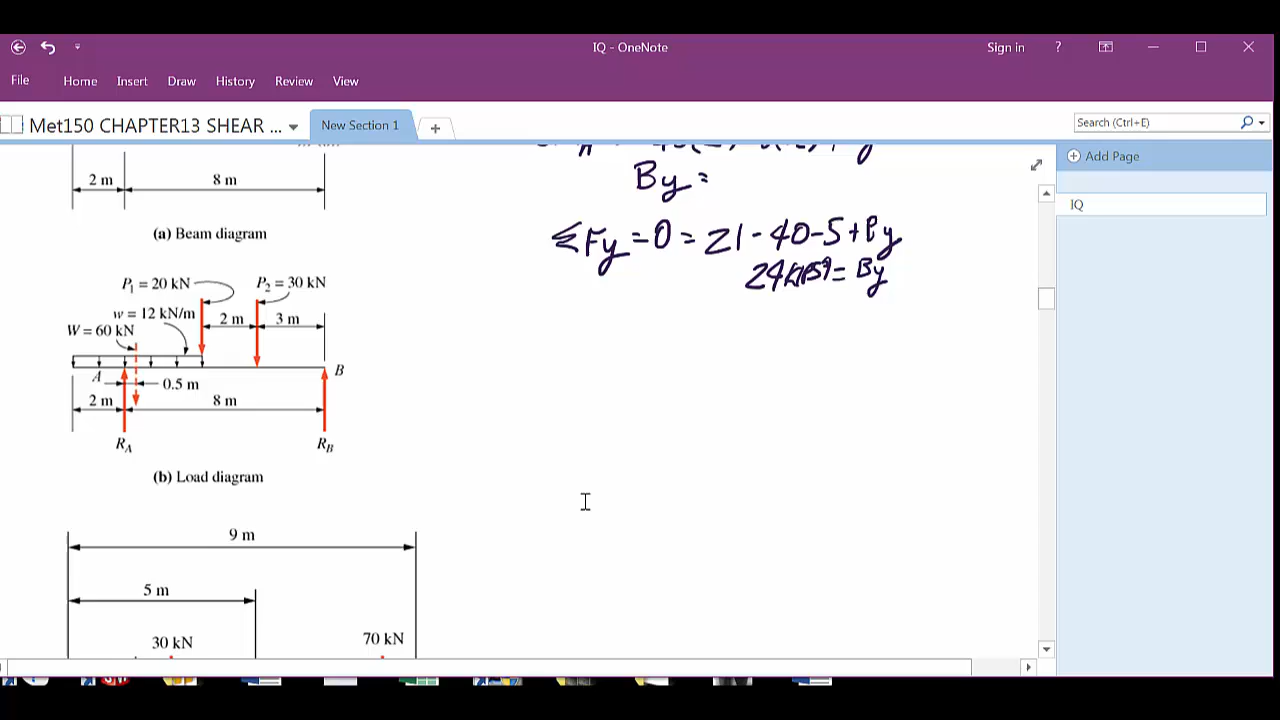 IQ - OneNote
Sign in
?
File
Home
Insert
Draw
History
Review
View
Met150 CHAPTER13 SHEAR ...
New Section 1
+
Search (Ctrl+E)
Add Page
IQ
2 m
8 m
(a) Beam diagram
By =
ΣFy = 0 = 21 - 40 - 5 + By
= By
P1 = 20 kN
P2 = 30 kN
w = 12 kN/m
2 m
3 m
W = 60 kN
A
B
0.5 m
2 m
8 m
RA
RB
(b) Load diagram
9 m
5 m
30 kN
70 kN